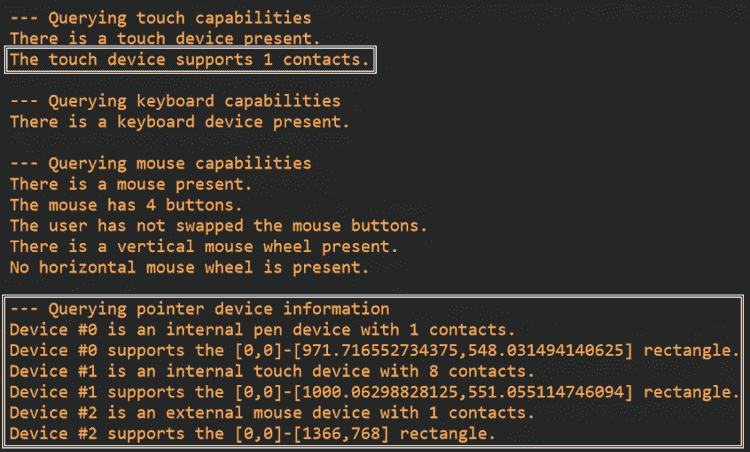 --- Querying touch capabilities
There is a touch device present.
The touch device supports 1 contacts.
--- Querying keyboard capabilities
There is a keyboard device present.
--- Querying mouse capabilities
There is a mouse present.
The mouse has 4 buttons.
The user has not swapped the mouse buttons.
There is a vertical mouse wheel present.
No horizontal mouse wheel is present.
--- Querying pointer device information
Device #0 is an internal pen device with 1 contacts.
Device #0 supports the [0,0]-[971.716552734375,548.031494140625] rectangle.
Device #1 is an internal touch device with 8 contacts.
Device #1 supports the [0,0]-[1000.06298828125,551.055114746094] rectangle.
Device #2 is an external mouse device with 1 contacts.
Device #2 supports the [0,0]-[1366,768] rectangle.